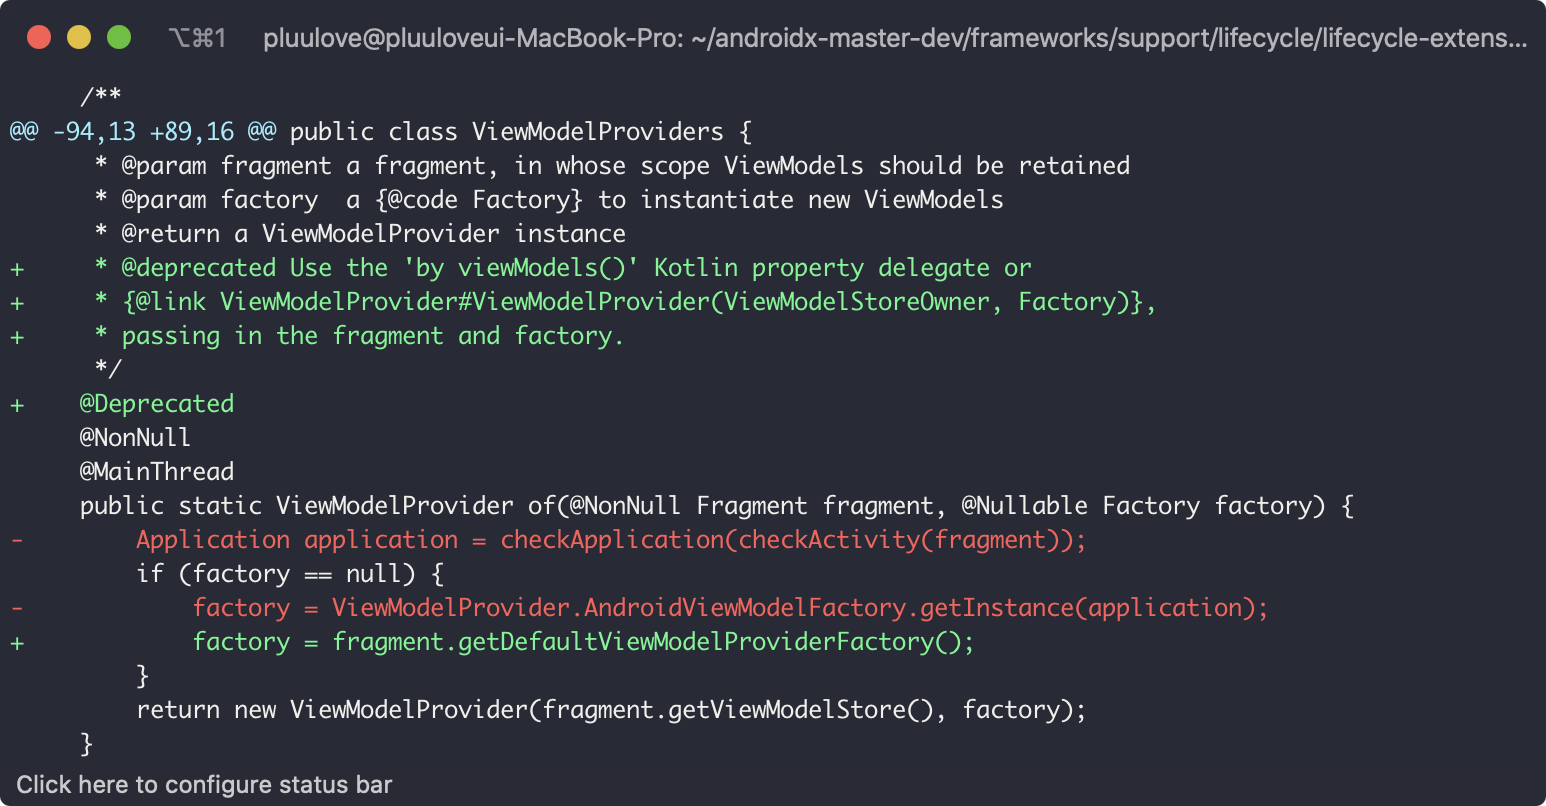 ⌥⌘1 pluulove@pluuloveui-MacBook-Pro: ~/androidx-master-dev/frameworks/support/lifecycle/lifecycle-extens...
/**
@@ -94,13 +89,16 @@ public class ViewModelProviders {
* @param fragment a fragment, in whose scope ViewModels should be retained
* @param factory  a {@code Factory} to instantiate new ViewModels
* @return a ViewModelProvider instance
+ * @deprecated Use the 'by viewModels()' Kotlin property delegate or
+ * {@link ViewModelProvider#ViewModelProvider(ViewModelStoreOwner, Factory)},
+ * passing in the fragment and factory.
*/
+ @Deprecated
@NonNull
@MainThread
public static ViewModelProvider of(@NonNull Fragment fragment, @Nullable Factory factory) {
- Application application = checkApplication(checkActivity(fragment));
if (factory == null) {
- factory = ViewModelProvider.AndroidViewModelFactory.getInstance(application);
+ factory = fragment.getDefaultViewModelProviderFactory();
}
return new ViewModelProvider(fragment.getViewModelStore(), factory);
}
Click here to configure status bar